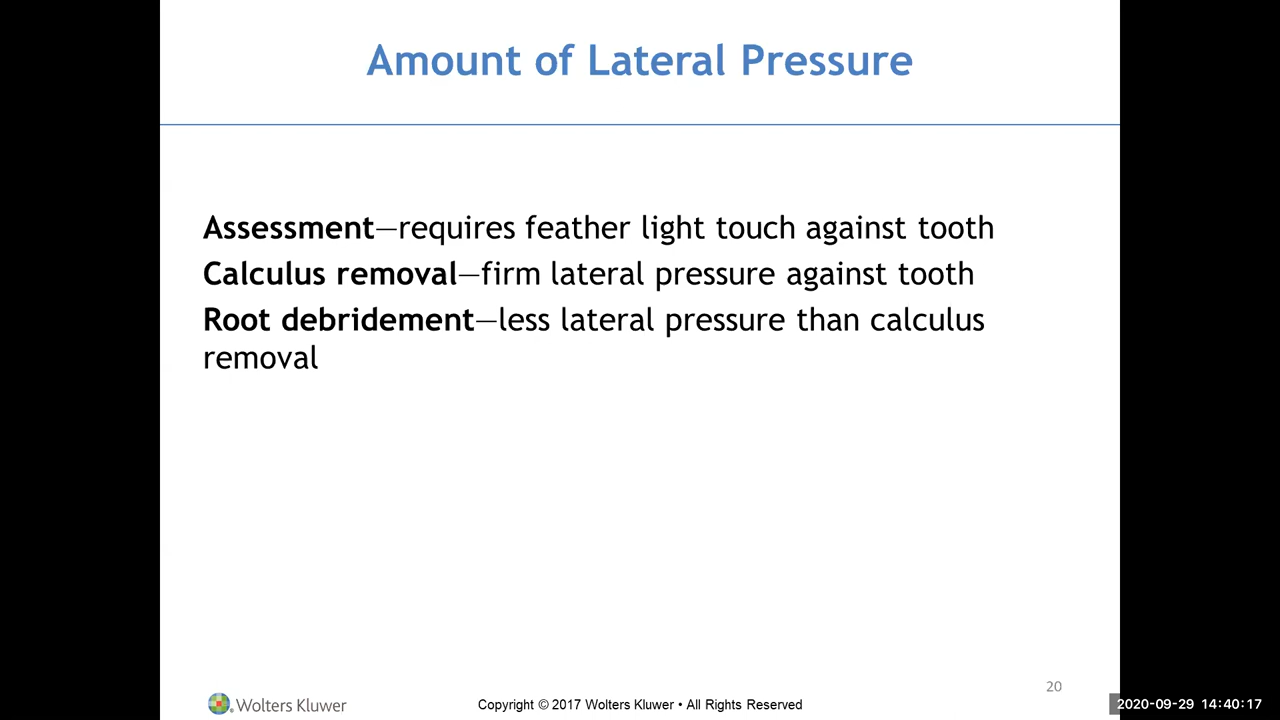 Amount of Lateral Pressure
Assessment—requires feather light touch against tooth
Calculus removal—firm lateral pressure against tooth
Root debridement—less lateral pressure than calculus
removal
20
Wolters Kluwer
Copyright © 2017 Wolters Kluwer • All Rights Reserved
2020-09-29 14:40:17